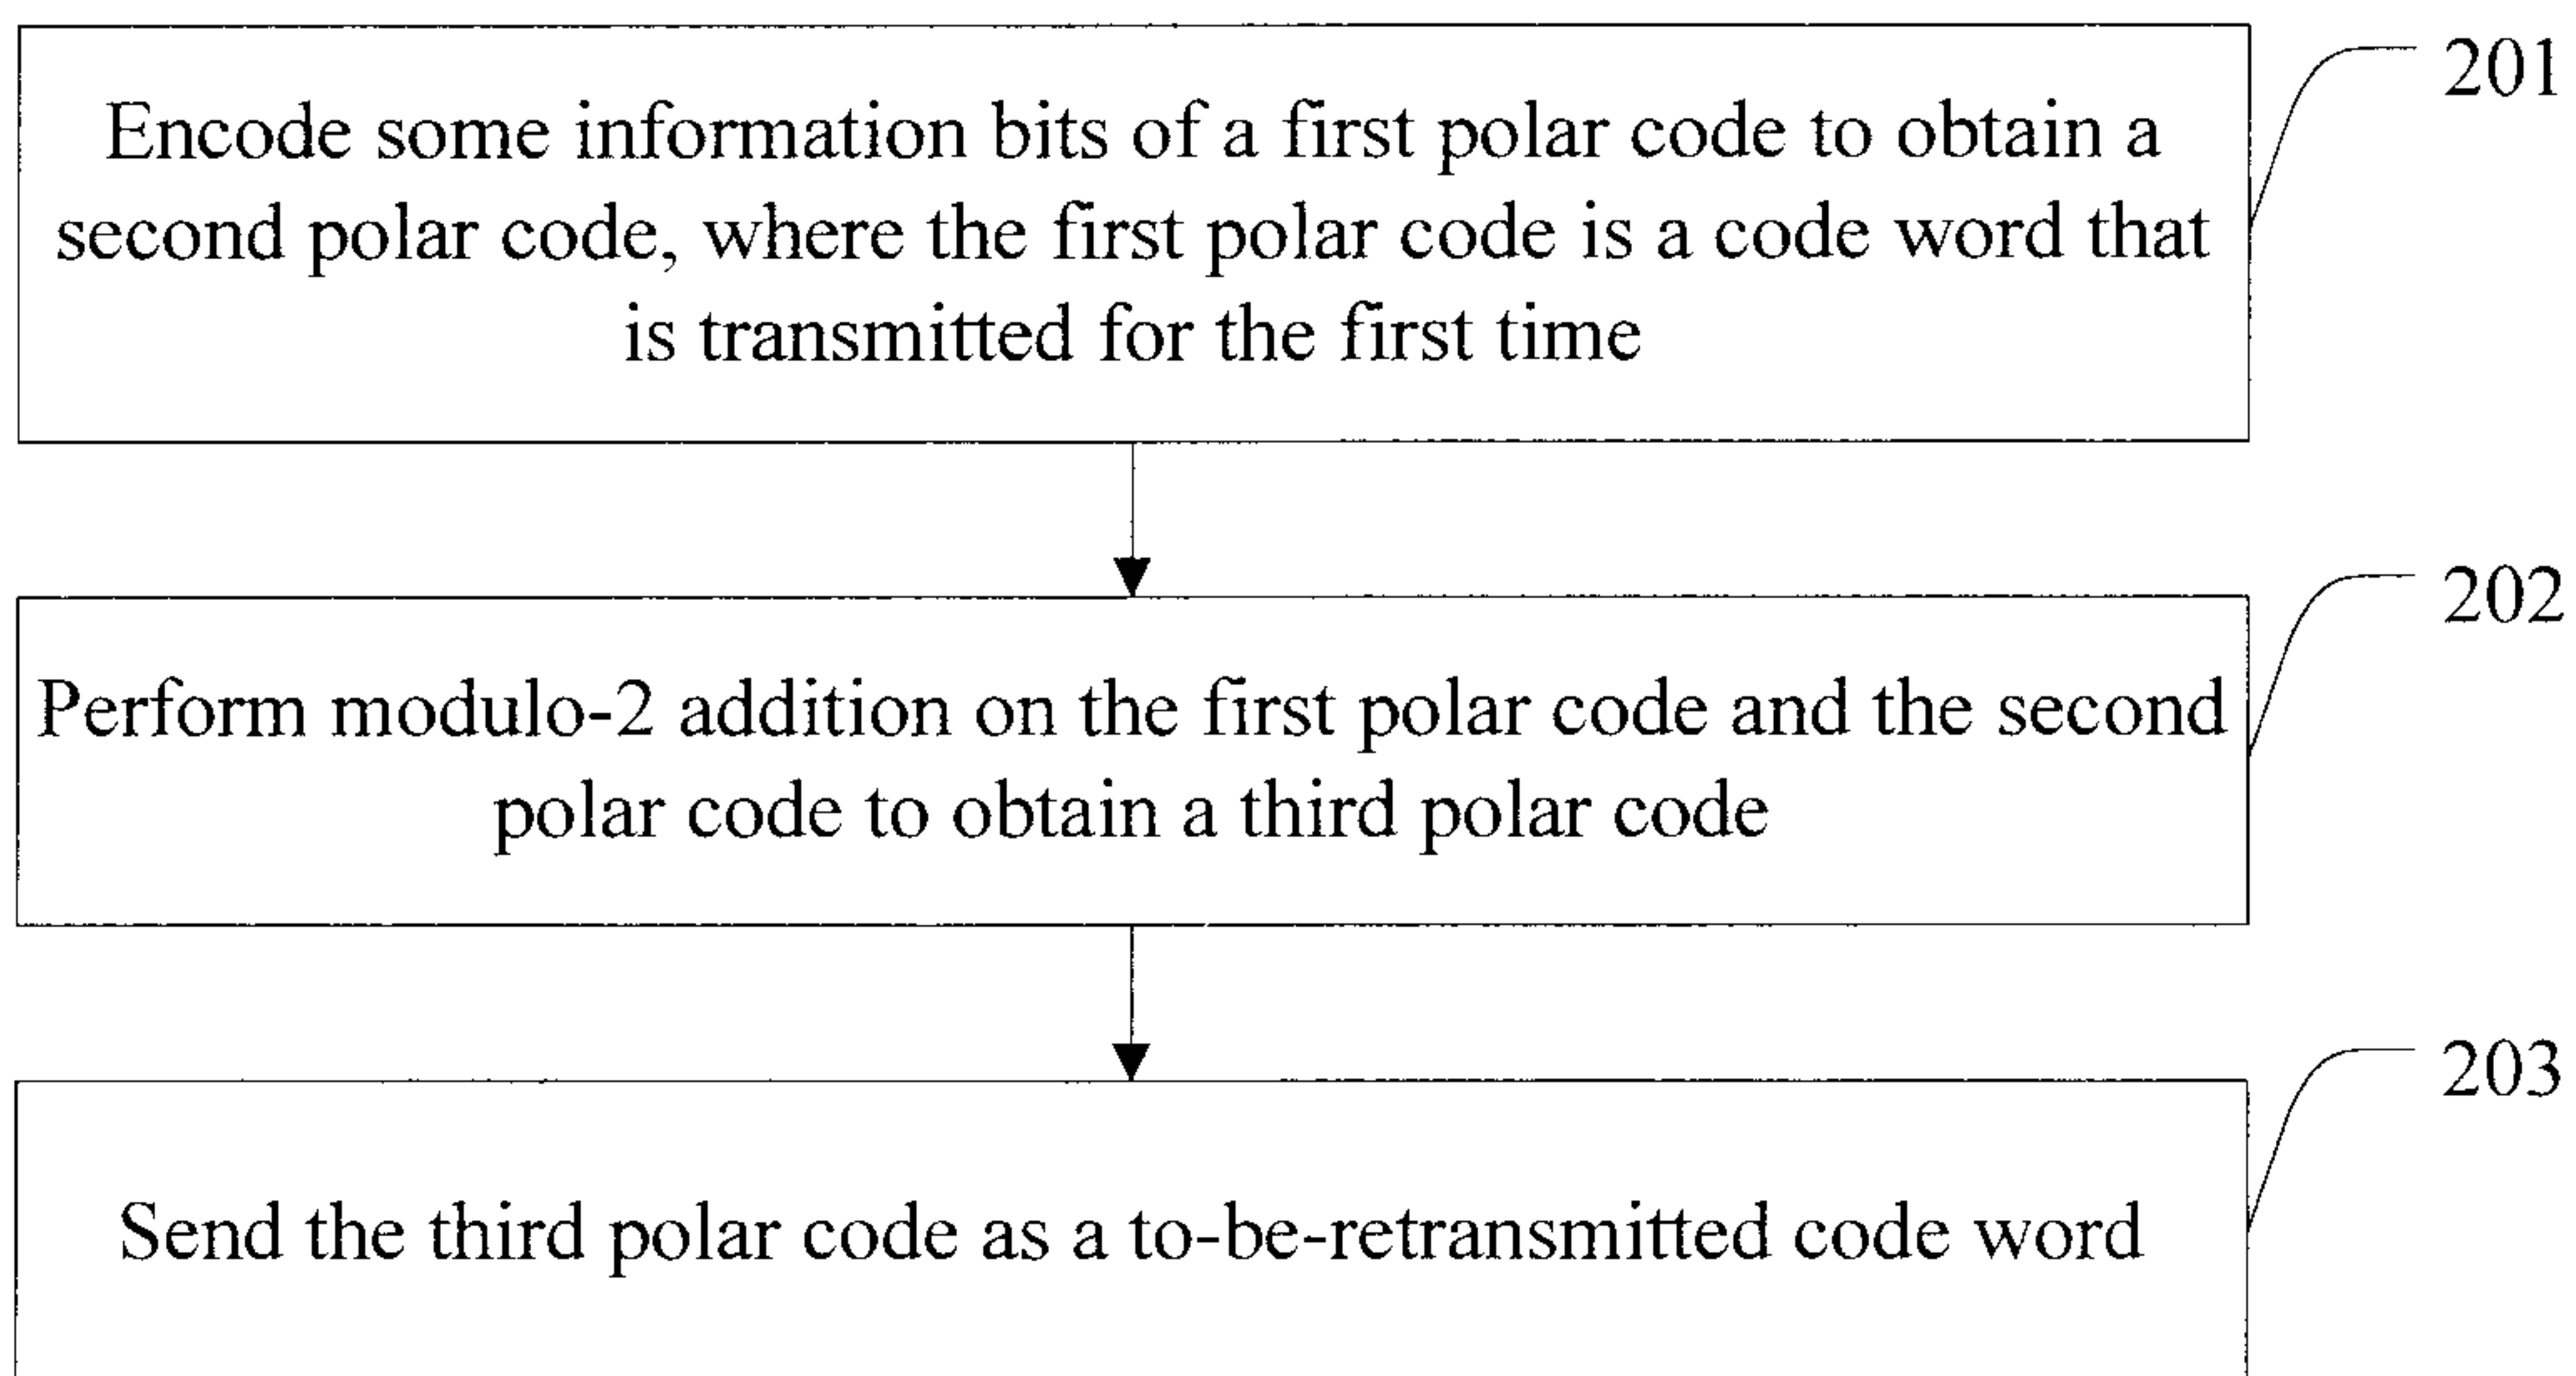 201
Encode some information bits of a first polar code to obtain a
second polar code, where the first polar code is a code word that
is transmitted for the first time
202
Perform modulo-2 addition on the first polar code and the second
polar code to obtain a third polar code
203
Send the third polar code as a to-be-retransmitted code word